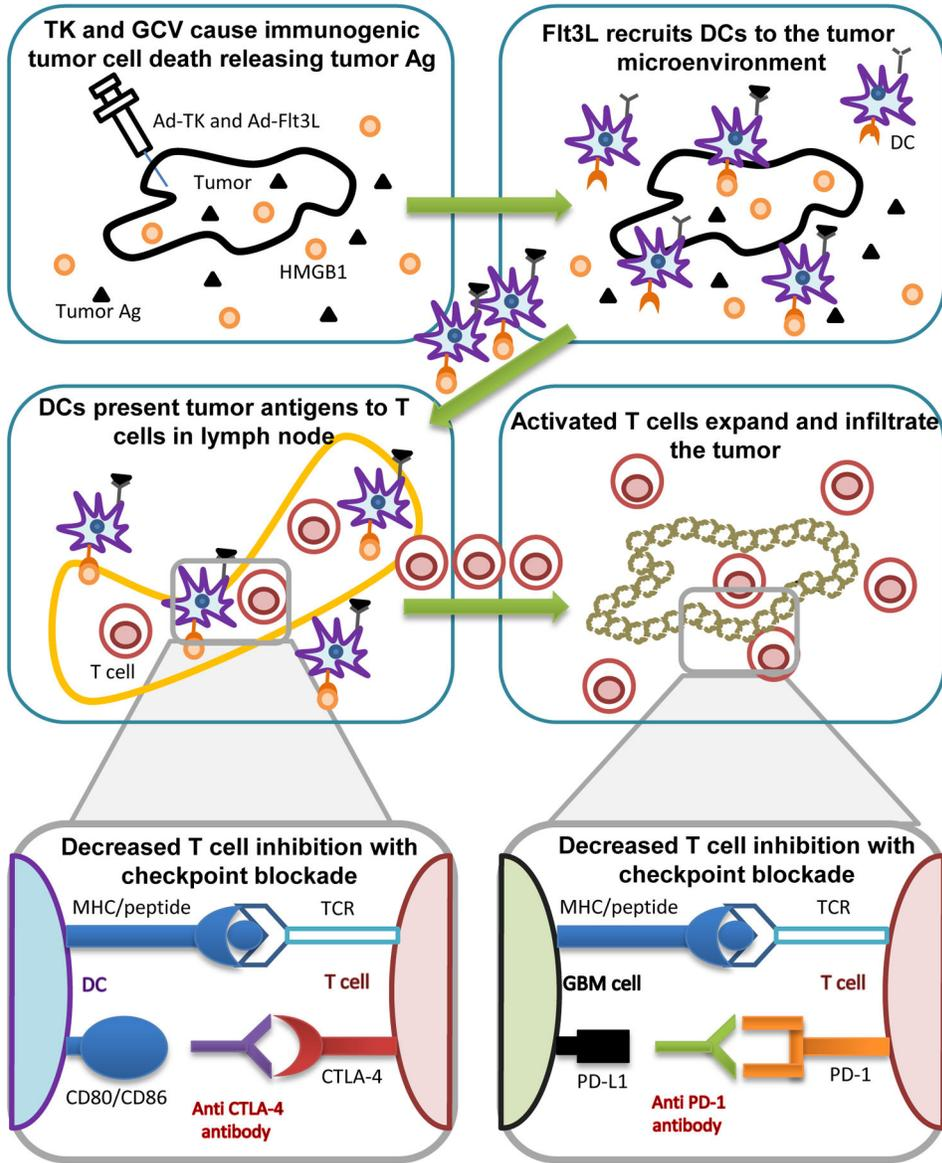 TK and GCV cause immunogenic
tumor cell death releasing tumor Ag
Ad-TK and Ad-Flt3L
Tumor
HMGB1
Tumor Ag
Flt3L recruits DCs to the tumor
microenvironment
DC
DCs present tumor antigens to T
cells in lymph node
T cell
Activated T cells expand and infiltrate
the tumor
Decreased T cell inhibition with
checkpoint blockade
MHC/peptide
TCR
DC
T cell
CD80/CD86
CTLA-4
Anti CTLA-4
antibody
Decreased T cell inhibition with
checkpoint blockade
MHC/peptide
TCR
GBM cell
T cell
PD-L1
PD-1
Anti PD-1
antibody